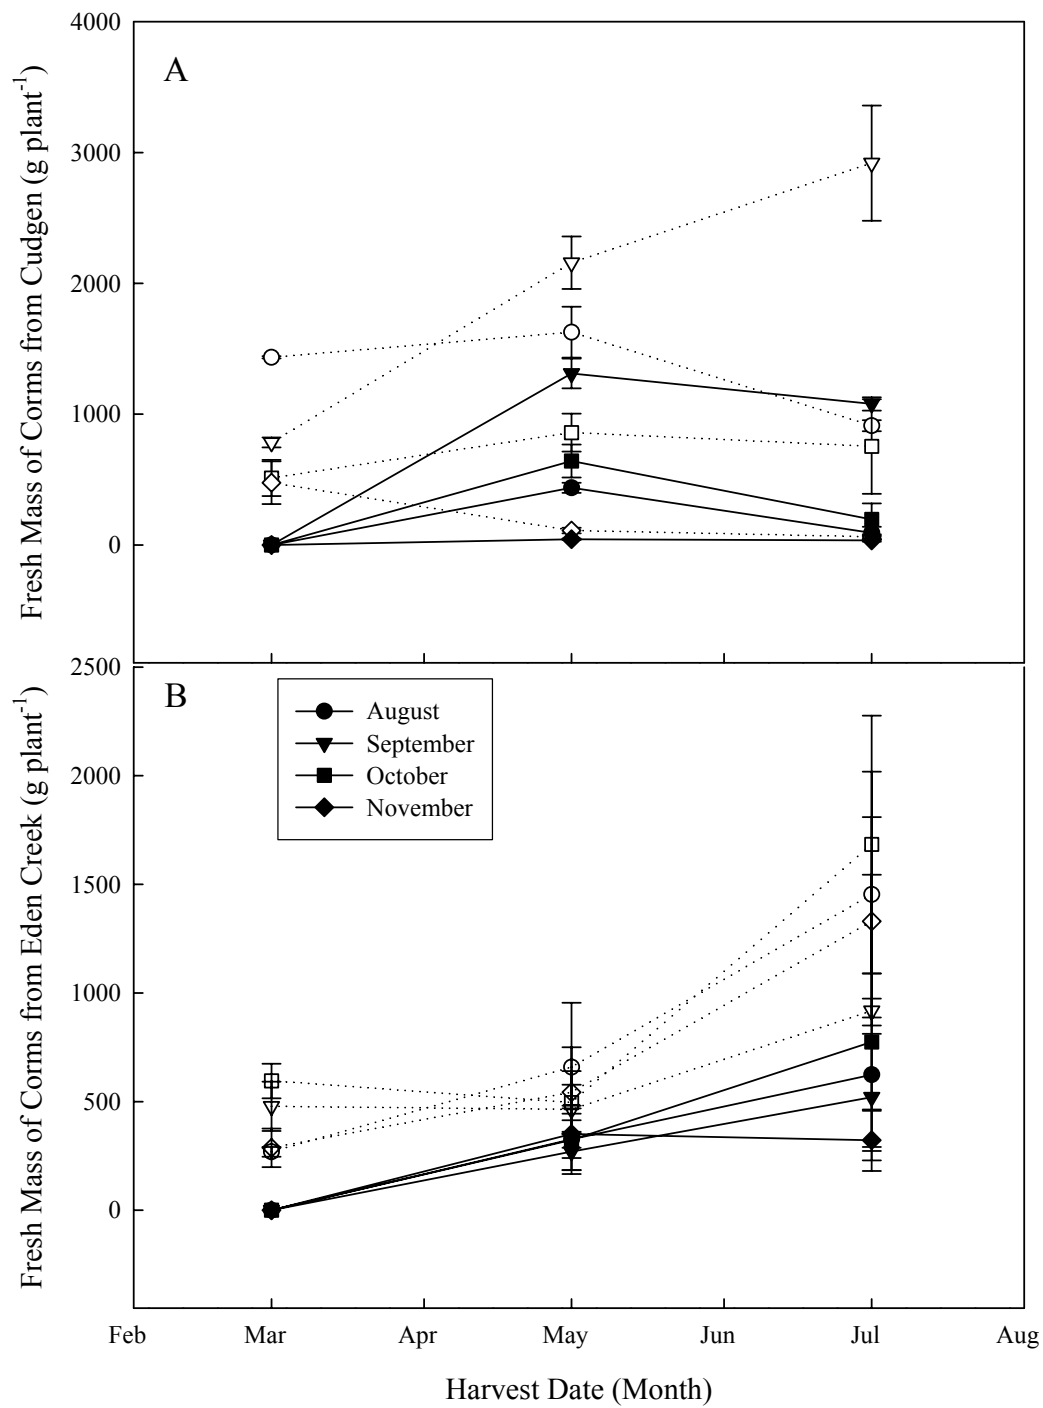 Fresh Mass of Corms from Cudgen (g plant-1)
4000
3000
2000
1000
0
A
Fresh Mass of Corms from Eden Creek (g plant-1)
2500
2000
1500
1000
500
0
B
August
September
October
November
Feb Mar Apr May Jun Jul Aug
Harvest Date (Month)